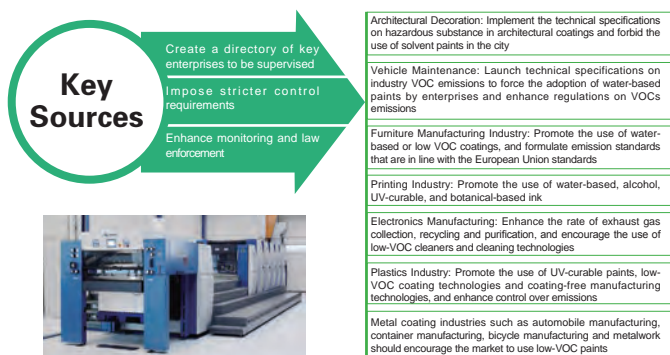 Key
Sources
Create a directory of key
enterprises to be supervised
Impose stricter control
requirements
Enhance monitoring and law
enforcement
Architectural Decoration: Implement the technical specifications
on hazardous substance in architectural coatings and forbid the
use of solvent paints in the city
Vehicle Maintenance: Launch technical specifications on
industry VOC emissions to force the adoption of water-based
paints by enterprises and enhance regulations on VOCs
emissions
Furniture Manufacturing Industry: Promote the use of water-
based or low VOC coatings, and formulate emission standards
that are in line with the European Union standards
Printing Industry: Promote the use of water-based, alcohol,
UV-curable, and botanical-based ink
Electronics Manufacturing: Enhance the rate of exhaust gas
collection, recycling and purification, and encourage the use of
low-VOC cleaners and cleaning technologies
Plastics Industry: Promote the use of UV-curable paints, low-
VOC coating technologies and coating-free manufacturing
technologies, and enhance control over emissions
Metal coating industries such as automobile manufacturing,
container manufacturing, bicycle manufacturing and metalwork
should encourage the market to use low-VOC paints